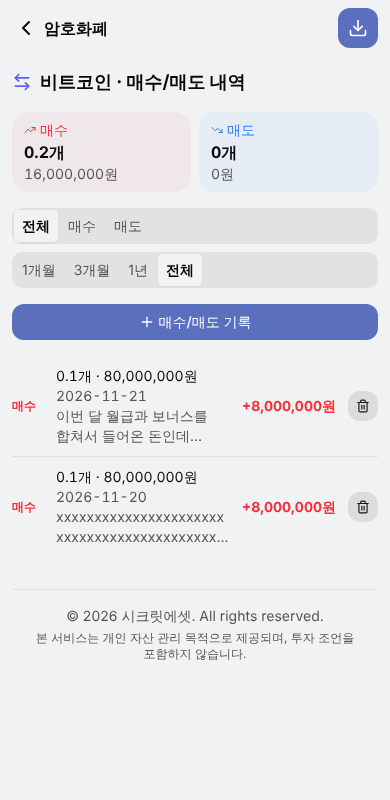 암호화폐
비트코인 · 매수/매도 내역
매수
0.2개
16,000,000원
매도
0개
0원
전체 매수 매도
1개월 3개월 1년 전체
+ 매수/매도 기록
0.1개 · 80,000,000원
2026-11-21
매수
이번 달 월급과 보너스를
합쳐서 들어온 돈인데...
+8,000,000원
0.1개 · 80,000,000원
2026-11-20
매수
xxxxxxxxxxxxxxxxxxxxxx
xxxxxxxxxxxxxxxxxxxxx...
+8,000,000원
© 2026 시크릿에셋. All rights reserved.
본 서비스는 개인 자산 관리 목적으로 제공되며, 투자 조언을
포함하지 않습니다.